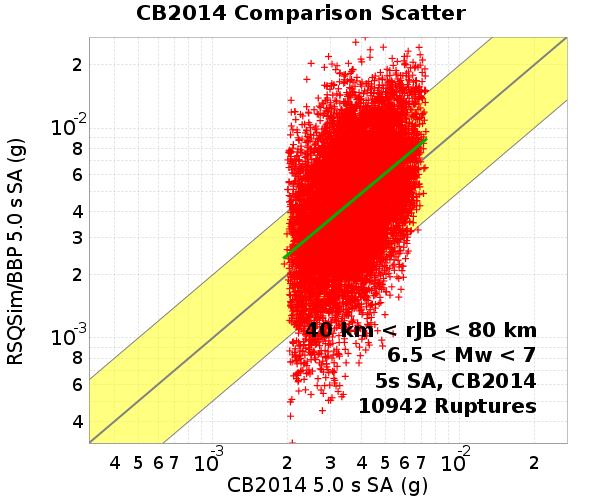 CB2014 Comparison Scatter
RSQSim/BBP 5.0 s SA (g)
2
10-2
8
6
4
3
2
10-3
8
6
4
40 km < rJB < 80 km
6.5 < Mw < 7
5s SA, CB2014
10942 Ruptures
4 5 6 7 10-3 2 3 4 5 6 7 10-2 2
CB2014 5.0 s SA (g)